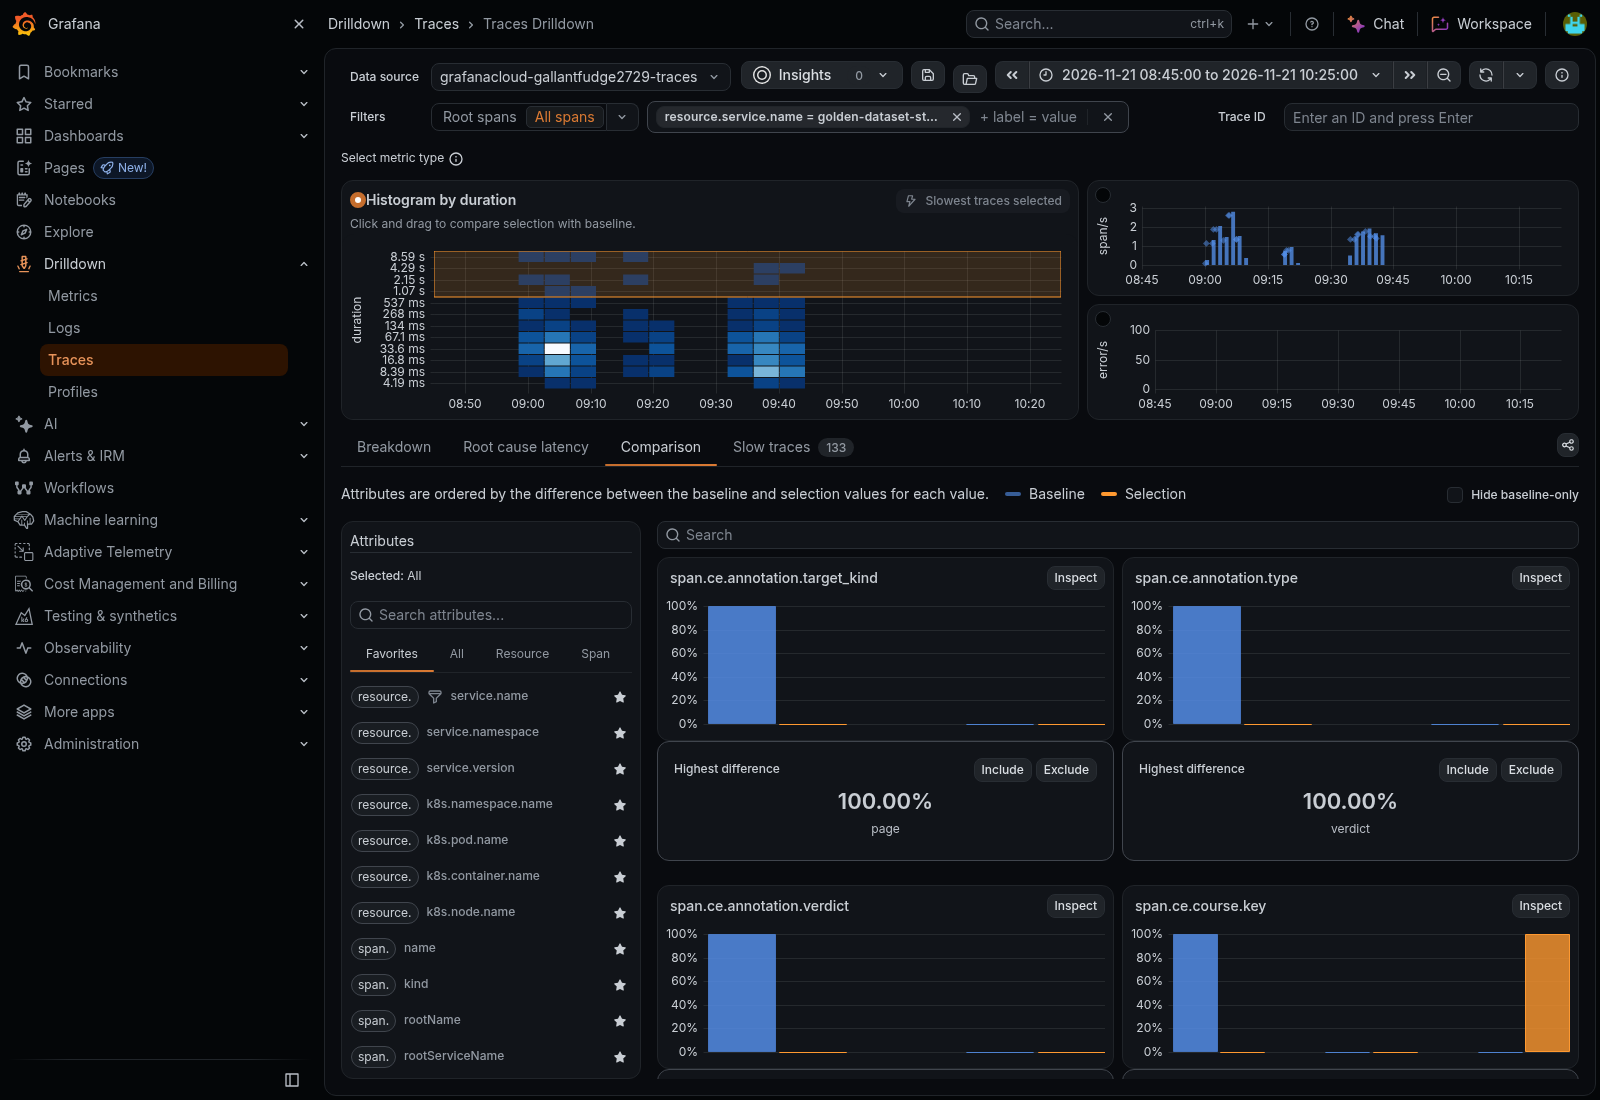 Grafana
Drilldown › Traces › Traces Drilldown
Search... ctrl+k
Chat
Workspace
Bookmarks
Starred
Dashboards
Pages New!
Notebooks
Explore
Drilldown
Metrics
Logs
Traces
Profiles
AI
Alerts & IRM
Workflows
Machine learning
Adaptive Telemetry
Cost Management and Billing
Testing & synthetics
Observability
Connections
More apps
Administration
Data source grafanacloud-gallantfudge2729-traces
Insights 0
2026-11-21 08:45:00 to 2026-11-21 10:25:00
Filters Root spans All spans
resource.service.name = golden-dataset-st... + label = value
Trace ID Enter an ID and press Enter
Select metric type
Histogram by duration
Slowest traces selected
Click and drag to compare selection with baseline.
duration
8.59 s
4.29 s
2.15 s
1.07 s
537 ms
268 ms
134 ms
67.1 ms
33.6 ms
16.8 ms
8.39 ms
4.19 ms
08:50 09:00 09:10 09:20 09:30 09:40 09:50 10:00 10:10 10:20
span/s
3
2
1
0
08:45 09:00 09:15 09:30 09:45 10:00 10:15
error/s
100
50
0
08:45 09:00 09:15 09:30 09:45 10:00 10:15
Breakdown Root cause latency Comparison Slow traces 133
Attributes are ordered by the difference between the baseline and selection values for each value. Baseline Selection
Hide baseline-only
Attributes
Selected: All
Search attributes...
Favorites All Resource Span
resource. service.name
resource. service.namespace
resource. service.version
resource. k8s.namespace.name
resource. k8s.pod.name
resource. k8s.container.name
resource. k8s.node.name
span. name
span. kind
span. rootName
span. rootServiceName
Search
span.ce.annotation.target_kind Inspect
100%
80%
60%
40%
20%
0%
Highest difference Include Exclude
100.00%
page
span.ce.annotation.type Inspect
100%
80%
60%
40%
20%
0%
Highest difference Include Exclude
100.00%
verdict
span.ce.annotation.verdict Inspect
100%
80%
60%
40%
20%
0%
span.ce.course.key Inspect
100%
80%
60%
40%
20%
0%